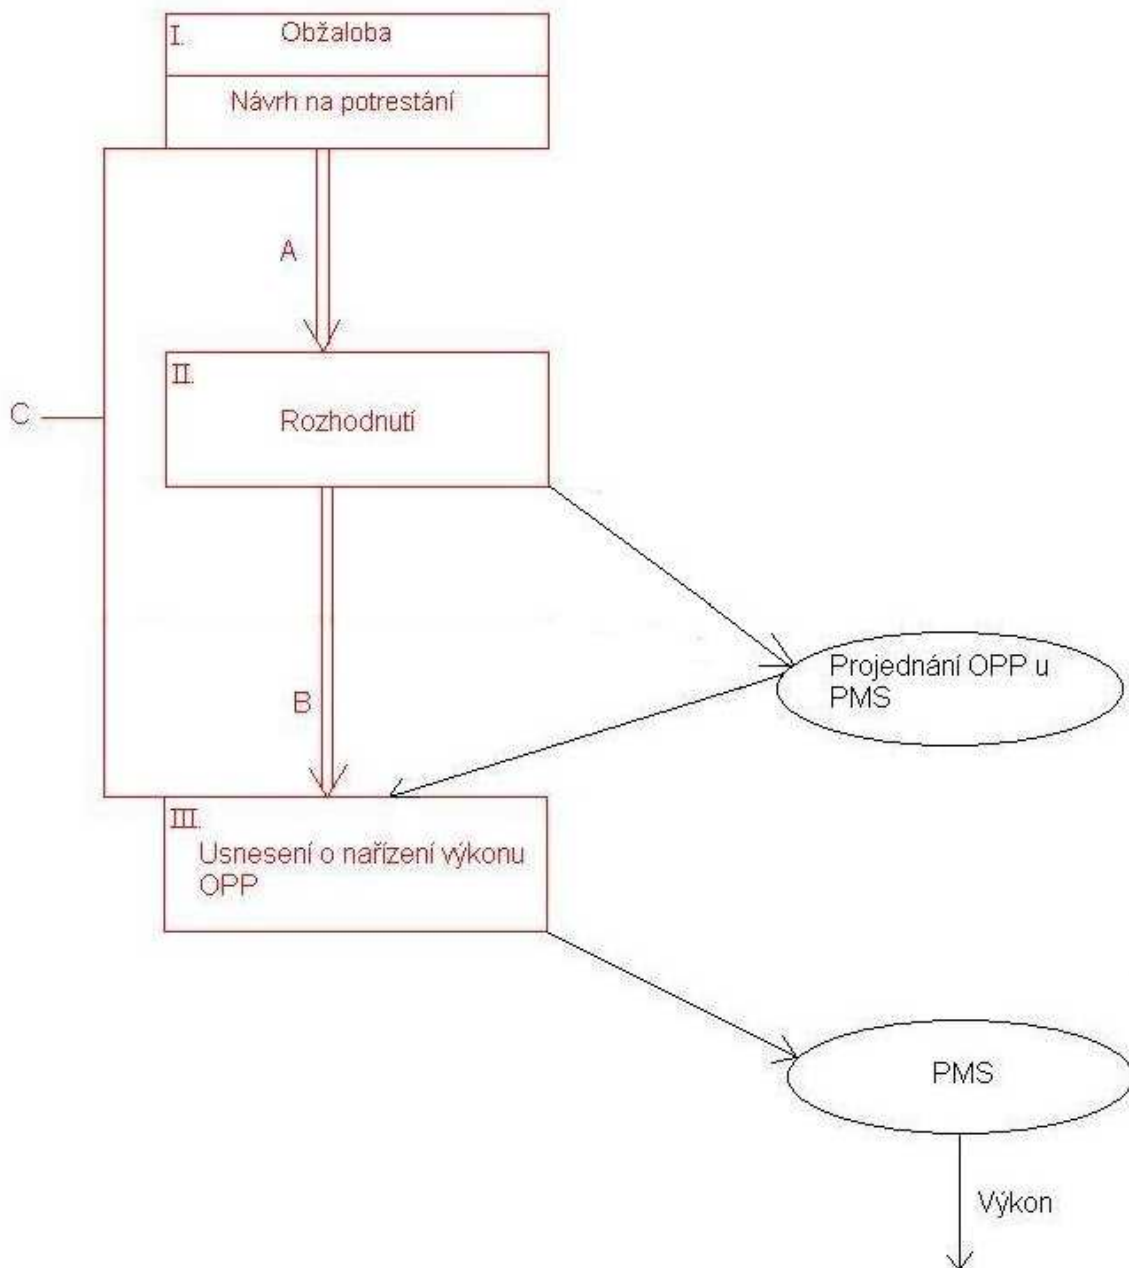 I.
Obžaloba
Návrh na potrestání
A
II.
C
Rozhodnutí
Projednání OPP u
PMS
B
III.
Usnesení o nařízení výkonu
OPP
PMS
Výkon